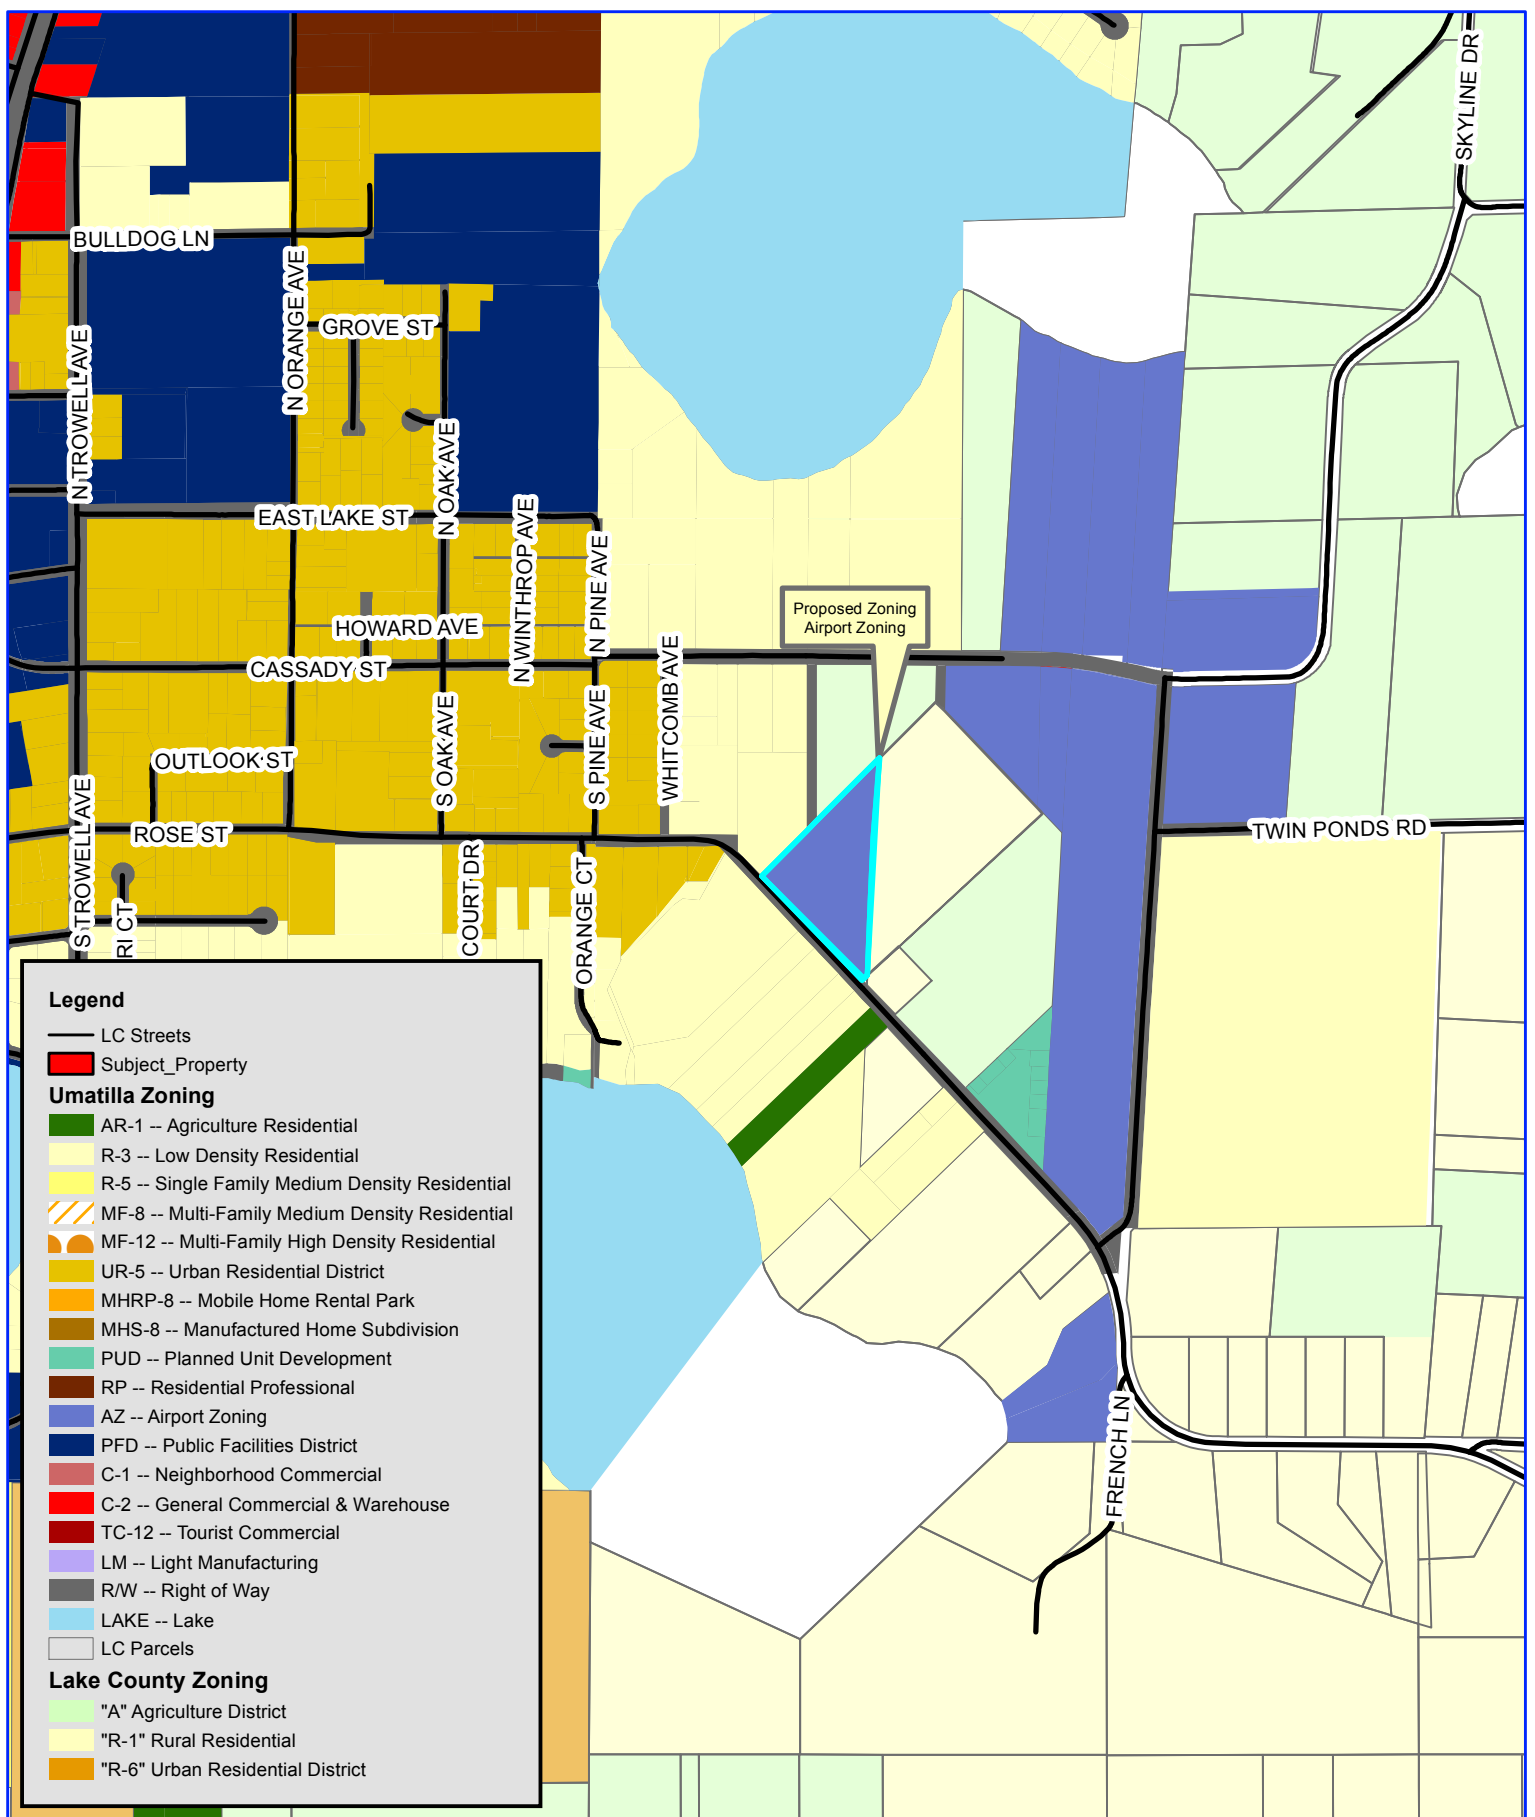 SKYLINE DR
BULLDOG LN
N ORANGE AVE
GROVE ST
N TROWELL AVE
N OAK AVE
EAST LAKE ST
N WINTHROP AVE
N PINE AVE
Proposed Zoning
Airport Zoning
HOWARD AVE
CASSADY ST
WHITCOMB AVE
S OAK AVE
S PINE AVE
OUTLOOK ST
S TROWELL AVE
ROSE ST
TWIN PONDS RD
RI CT
COURT DR
ORANGE CT
FRENCH LN
Legend
LC Streets
Subject_Property
Umatilla Zoning
AR-1 -- Agriculture Residential
R-3 -- Low Density Residential
R-5 -- Single Family Medium Density Residential
MF-8 -- Multi-Family Medium Density Residential
MF-12 -- Multi-Family High Density Residential
UR-5 -- Urban Residential District
MHRP-8 -- Mobile Home Rental Park
MHS-8 -- Manufactured Home Subdivision
PUD -- Planned Unit Development
RP -- Residential Professional
AZ -- Airport Zoning
PFD -- Public Facilities District
C-1 -- Neighborhood Commercial
C-2 -- General Commercial & Warehouse
TC-12 -- Tourist Commercial
LM -- Light Manufacturing
R/W -- Right of Way
LAKE -- Lake
LC Parcels
Lake County Zoning
"A" Agriculture District
"R-1" Rural Residential
"R-6" Urban Residential District